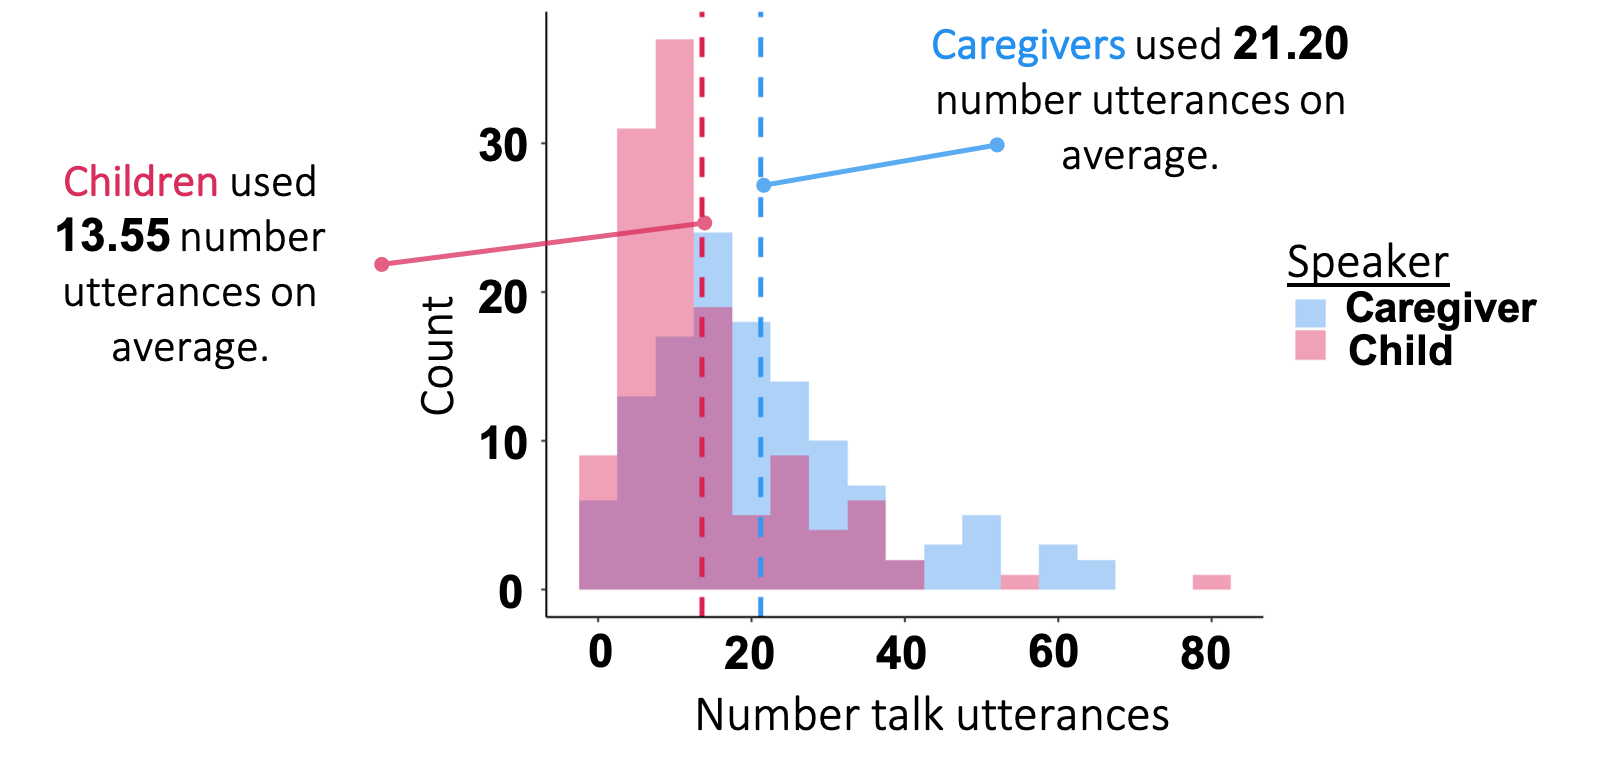 Caregivers used 21.20
number utterances on
average.
Children used
13.55 number
utterances on
average.
Speaker
Caregiver
Child
Count
30
20
10
0
0 20 40 60 80
Number talk utterances